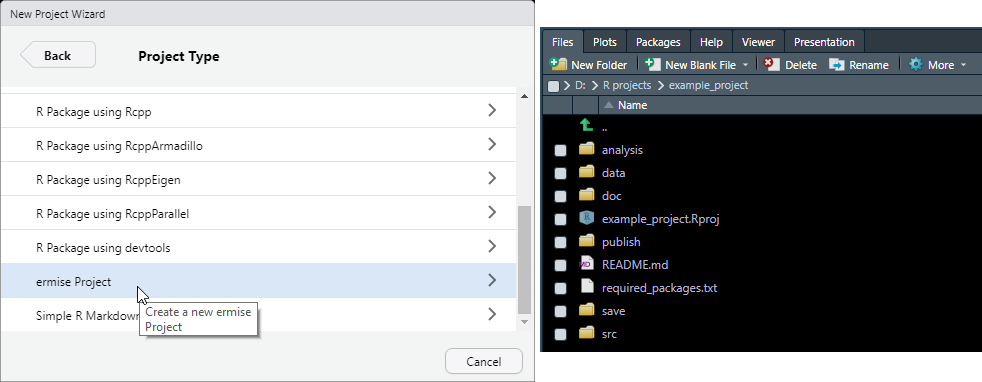 New Project Wizard
Back
Project Type
R Package using Rcpp
R Package using RcppArmadillo
R Package using RcppEigen
R Package using RcppParallel
R Package using devtools
ermise Project
Simple R Markdown
Create a new ermise
Project
Cancel
Files Plots Packages Help Viewer Presentation
New Folder New Blank File Delete Rename More
D: R projects example_project
Name
..
analysis
data
doc
example_project.Rproj
publish
MD README.md
required_packages.txt
save
src